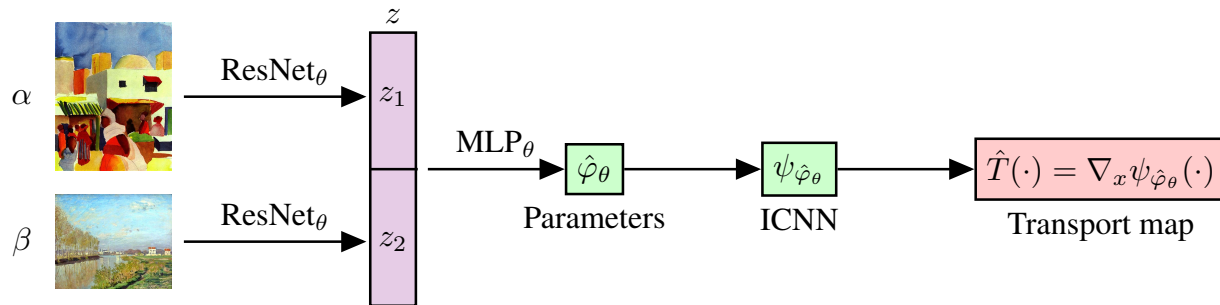 z
α
ResNet_θ
z_1
MLP_θ
φ̂_θ
ψ_φ̂_θ
T̂(·) = ∇_x ψ_φ̂_θ(·)
Parameters
ICNN
Transport map
β
ResNet_θ
z_2